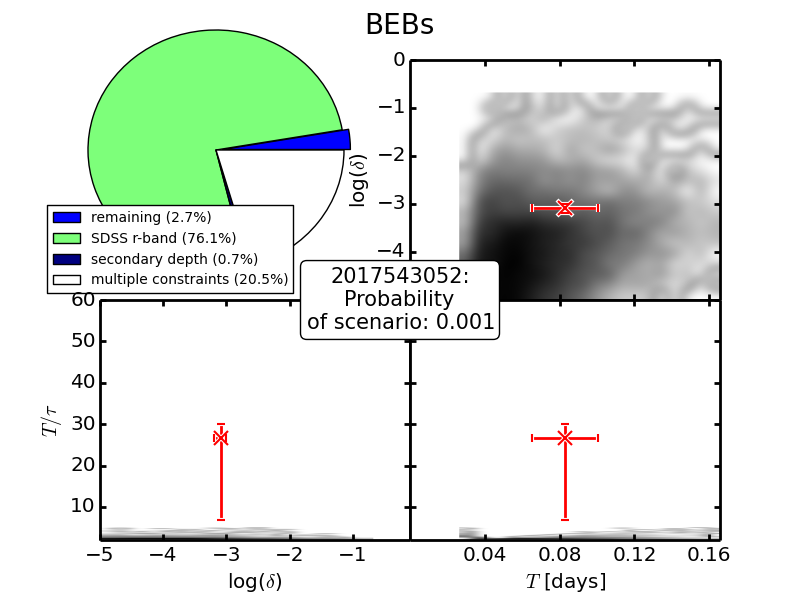 BEBs
remaining (2.7%)
SDSS r-band (76.1%)
secondary depth (0.7%)
multiple constraints (20.5%)
log(δ)
0
−1
−2
−3
−4
2017543052:
Probability
of scenario: 0.001
T/τ
60
50
40
30
20
10
−5 −4 −3 −2 −1
log(δ)
0.04 0.08 0.12 0.16
T [days]